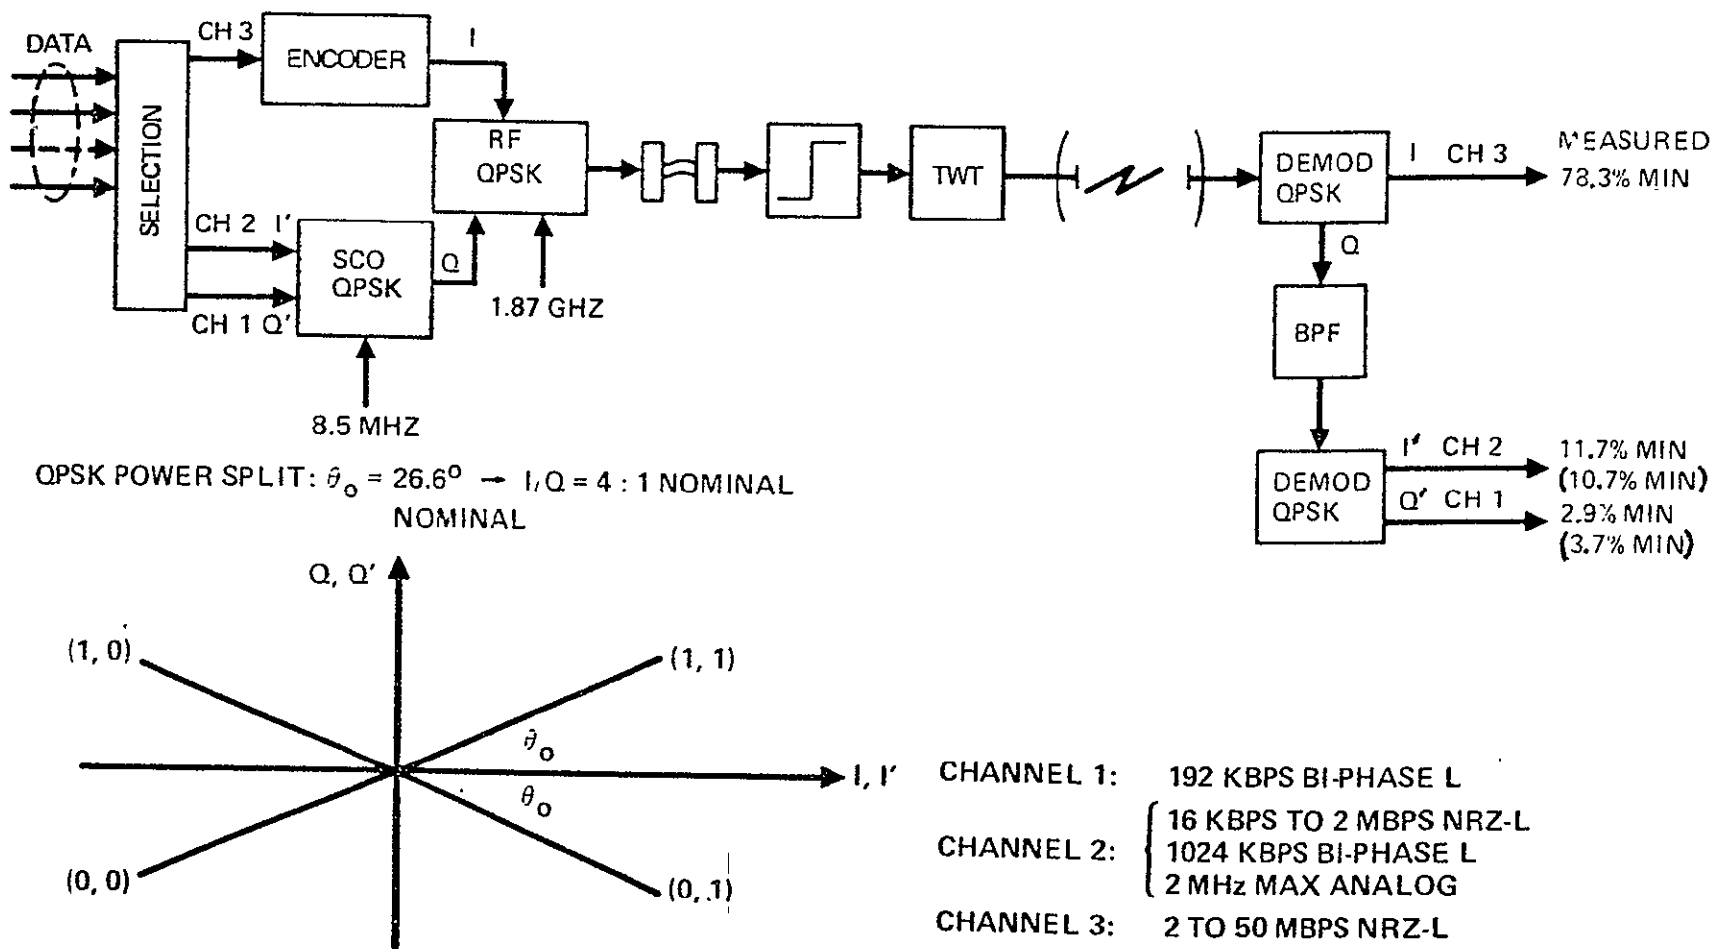 DATA
SELECTION
CH 3
ENCODER
I
CH 2 I'
CH 1 Q'
SCO
QPSK
8.5 MHZ
Q
RF
QPSK
1.87 GHZ
TWT
DEMOD
QPSK
I CH 3
MEASURED
78.3% MIN
Q
BPF
DEMOD
QPSK
I' CH 2
11.7% MIN
(10.7% MIN)
Q' CH 1
2.9% MIN
(3.7% MIN)
QPSK POWER SPLIT: θo = 26.6° → I/Q = 4 : 1 NOMINAL
NOMINAL
Q, Q'
(1, 0)
(1, 1)
θo
I, I'
θo
(0, 0)
(0, 1)
CHANNEL 1: 192 KBPS BI-PHASE L
CHANNEL 2: 16 KBPS TO 2 MBPS NRZ-L
1024 KBPS BI-PHASE L
2 MHz MAX ANALOG
CHANNEL 3: 2 TO 50 MBPS NRZ-L